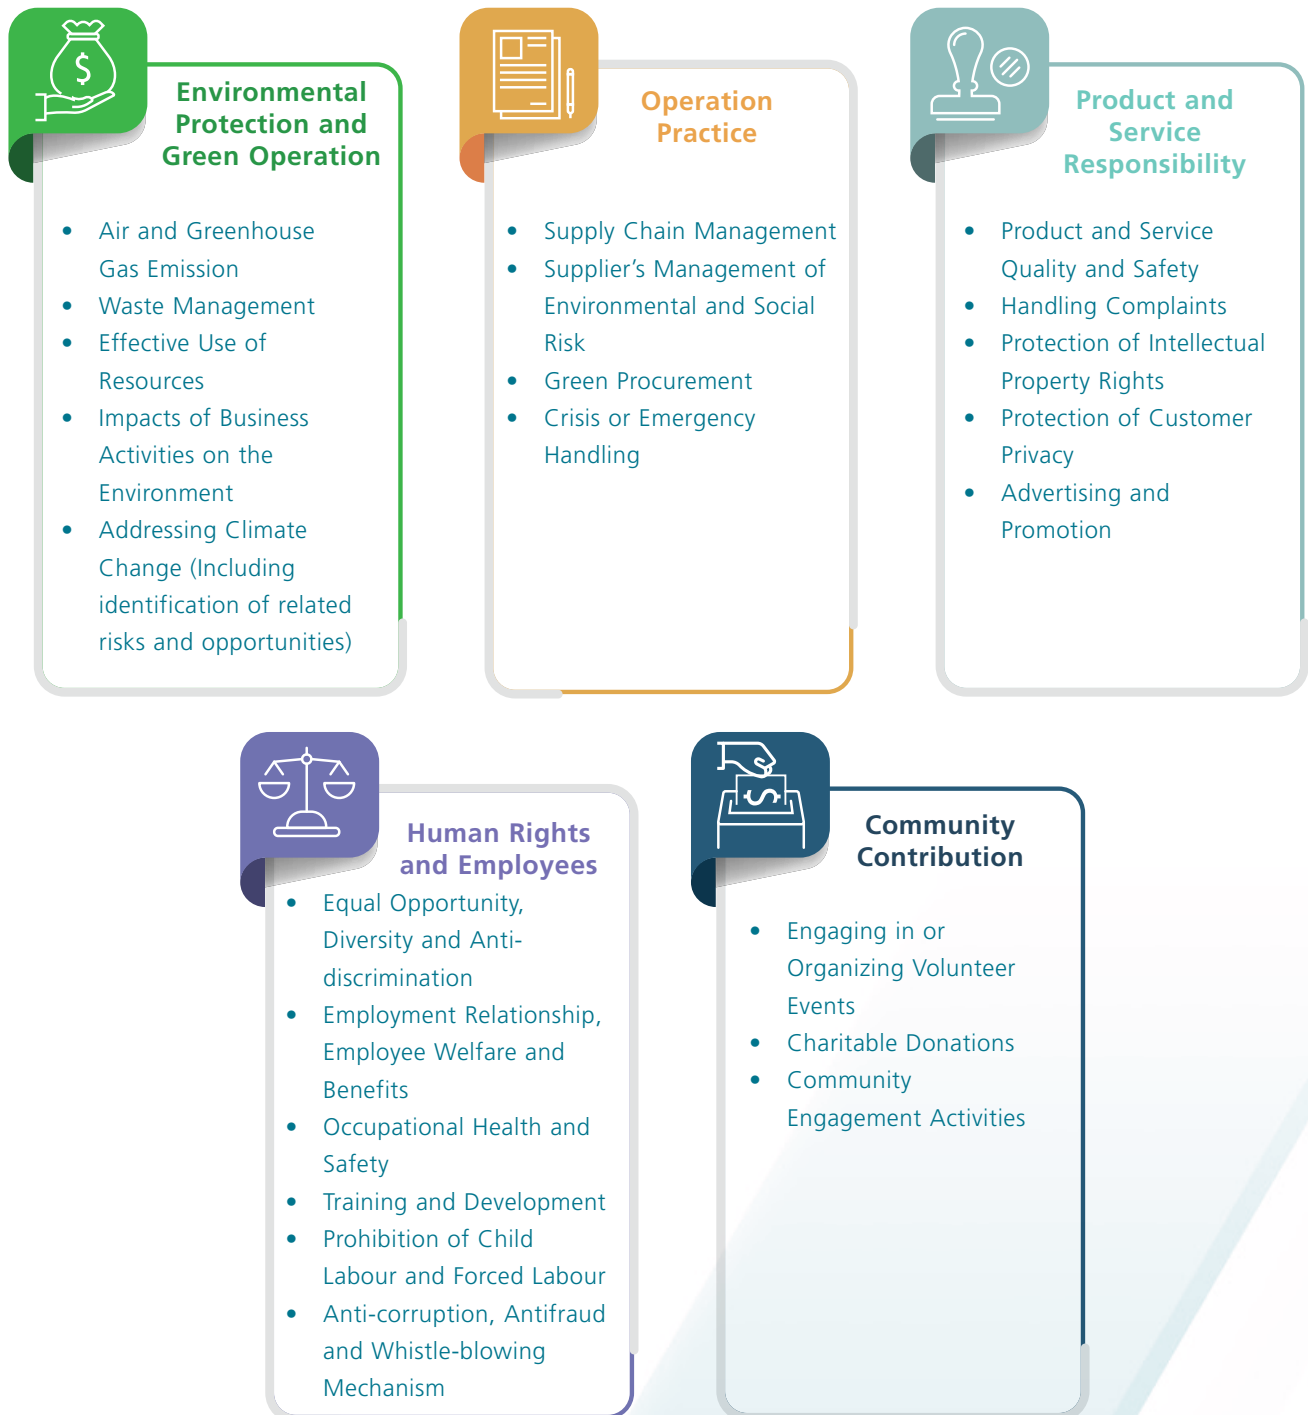 Environmental
Protection and
Green Operation
• Air and Greenhouse
Gas Emission
• Waste Management
• Effective Use of
Resources
• Impacts of Business
Activities on the
Environment
• Addressing Climate
Change (Including
identification of related
risks and opportunities)
Operation
Practice
• Supply Chain Management
• Supplier’s Management of
Environmental and Social
Risk
• Green Procurement
• Crisis or Emergency
Handling
Product and
Service
Responsibility
• Product and Service
Quality and Safety
• Handling Complaints
• Protection of Intellectual
Property Rights
• Protection of Customer
Privacy
• Advertising and
Promotion
Human Rights
and Employees
• Equal Opportunity,
Diversity and Anti-
discrimination
• Employment Relationship,
Employee Welfare and
Benefits
• Occupational Health and
Safety
• Training and Development
• Prohibition of Child
Labour and Forced Labour
• Anti-corruption, Antifraud
and Whistle-blowing
Mechanism
Community
Contribution
• Engaging in or
Organizing Volunteer
Events
• Charitable Donations
• Community
Engagement Activities